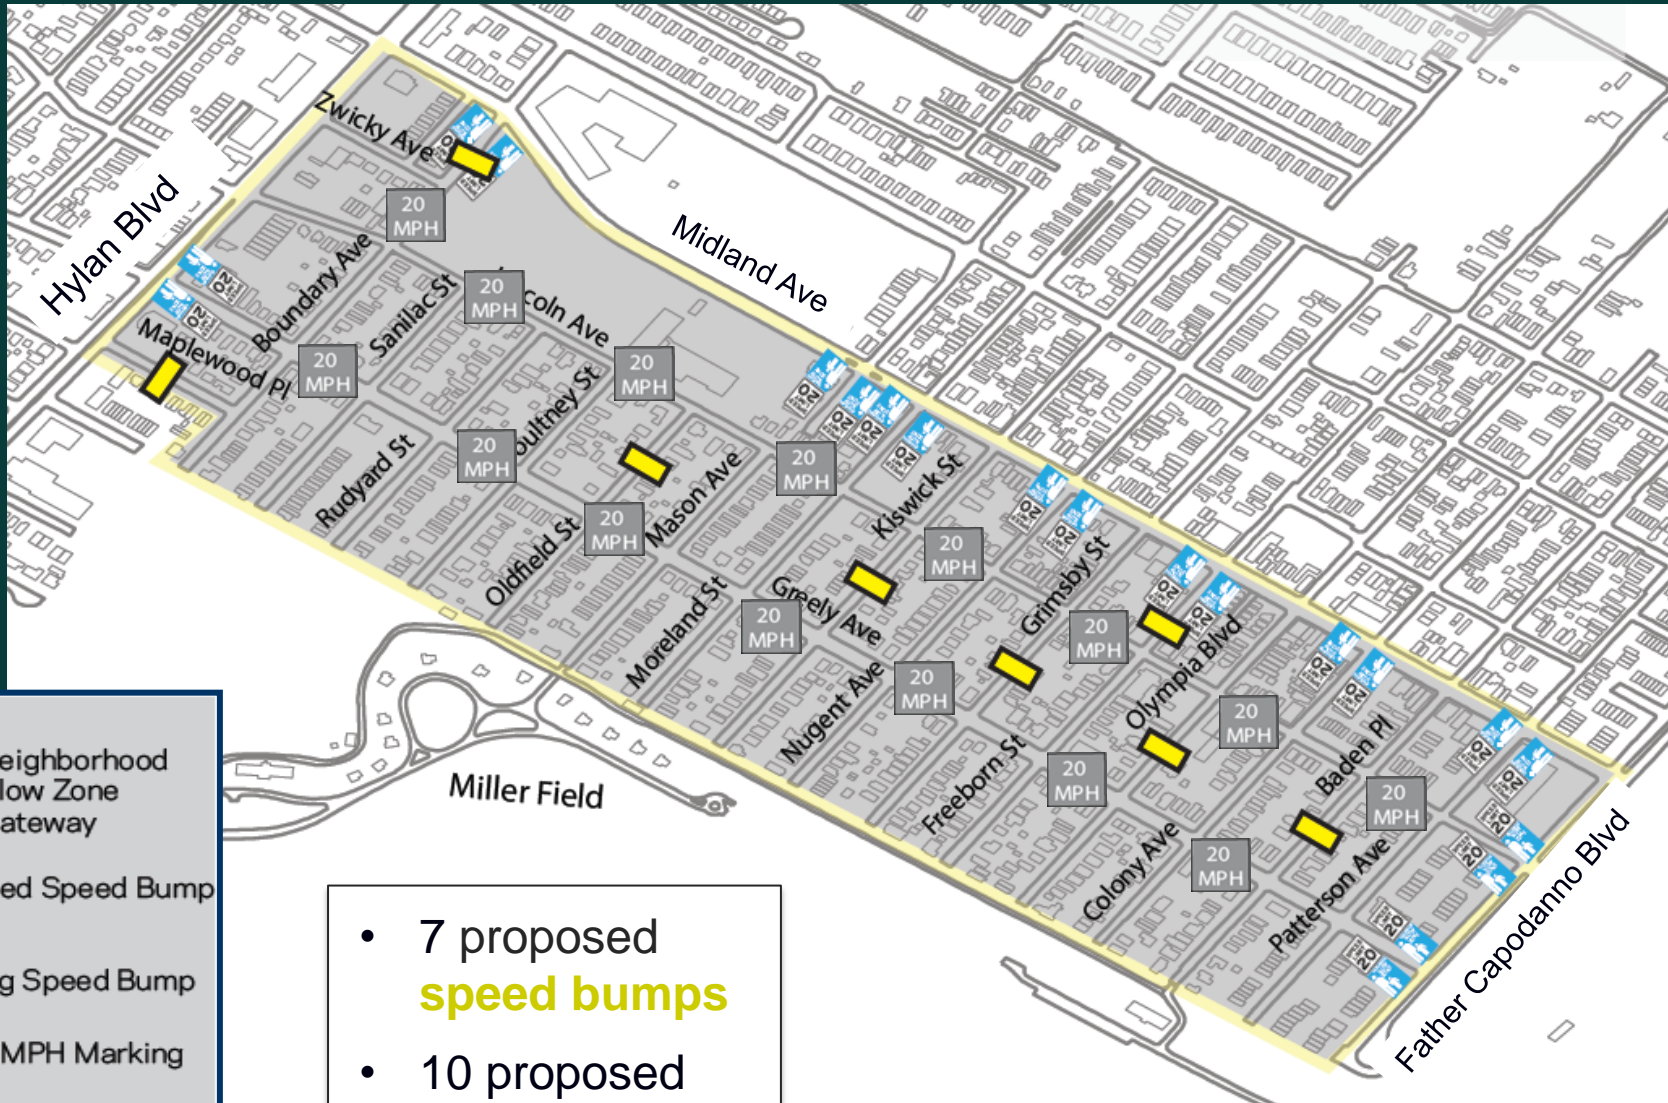 Zwicky Ave
Hylan Blvd
20
MPH
Midland Ave
Boundary Ave
Sanilac St
20
MPH
coln Ave
Maplewood Pl
20
MPH
20
MPH
oultney St
20
MPH
Rudyard St
Mason Ave
20
MPH
Kiswick St
Oldfield St
20
MPH
20
MPH
Grimsby St
Moreland St
Greely Ave
20
MPH
20
MPH
Olympia Blvd
Nugent Ave
20
MPH
20
MPH
Freeborn St
20
MPH
Baden Pl
20
MPH
Miller Field
Colony Ave
20
MPH
Patterson Ave
Father Capodanno Blvd
eighborhood
low Zone
ateway
ed Speed Bump
g Speed Bump
MPH Marking
• 7 proposed
speed bumps
• 10 proposed